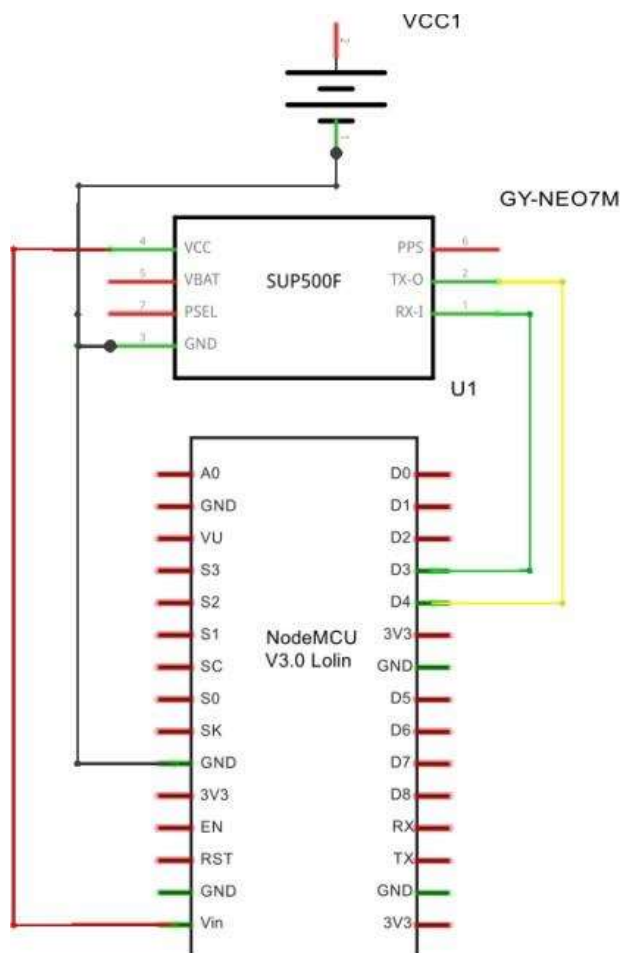 VCC1
2
1
GY-NEO7M
4 VCC PPS 6
5 VBAT SUP500F TX-O 2
7 PSEL RX-I 1
3 GND
U1
A0 D0
GND D1
VU D2
S3 D3
S2 D4
S1 NodeMCU 3V3
SC V3.0 Lolin GND
S0 D5
SK D6
GND D7
3V3 D8
EN RX
RST TX
GND GND
Vin 3V3